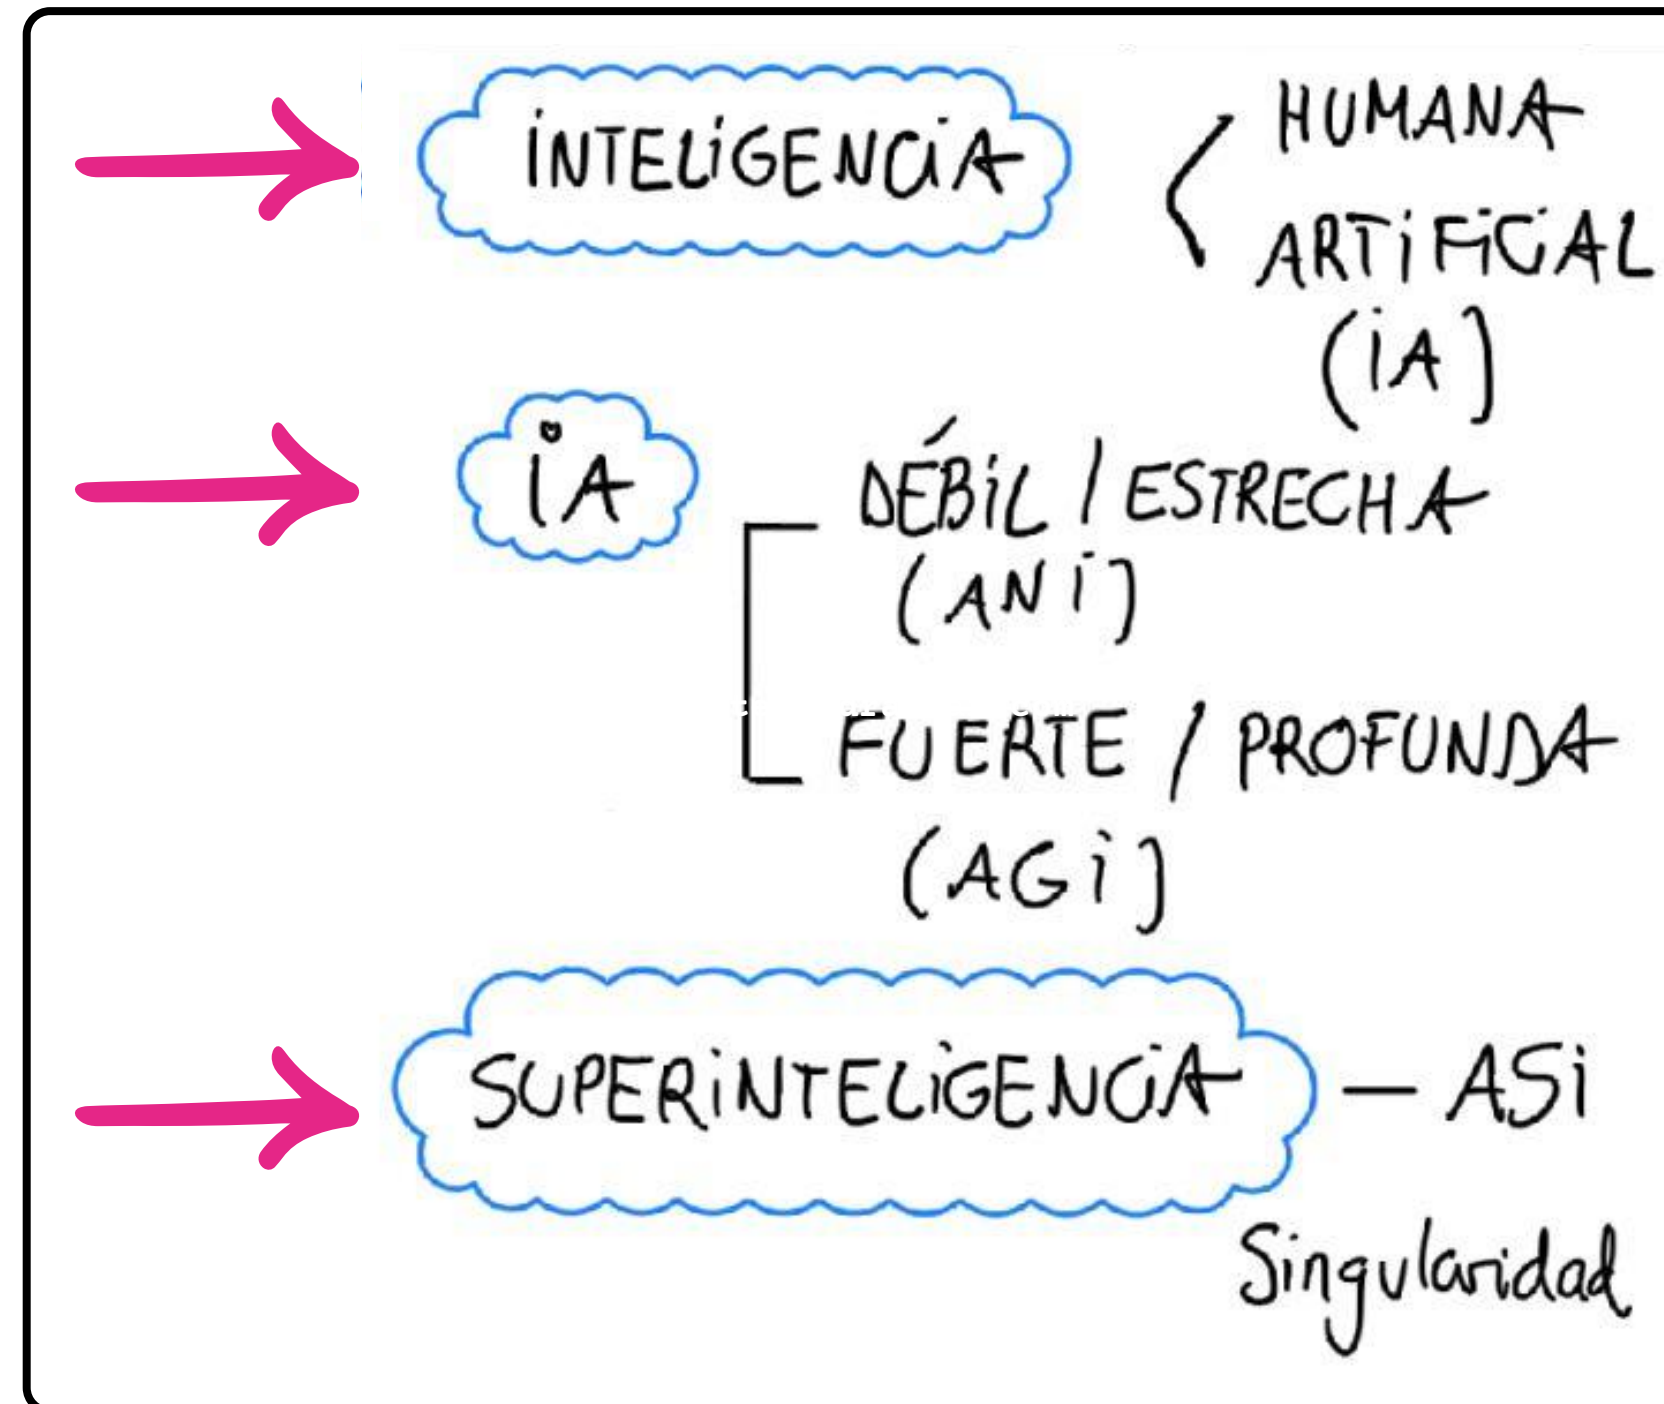 INTELIGENCIA
HUMANA
ARTIFICIAL
(IA)
IA
DÉBIL / ESTRECHA
(ANI)
FUERTE / PROFUNDA
(AGI)
SUPERINTELIGENCIA — ASI
Singularidad